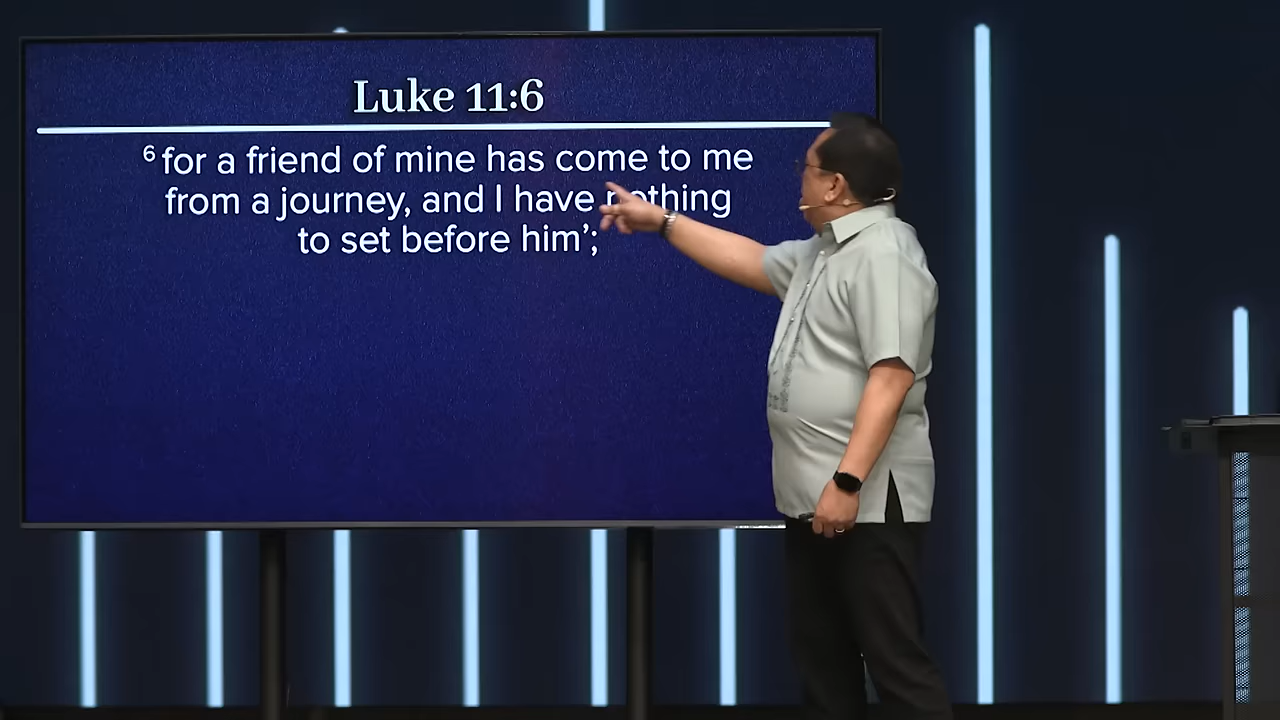 Luke 11:6
6 for a friend of mine has come to me
from a journey, and I have nothing
to set before him’;